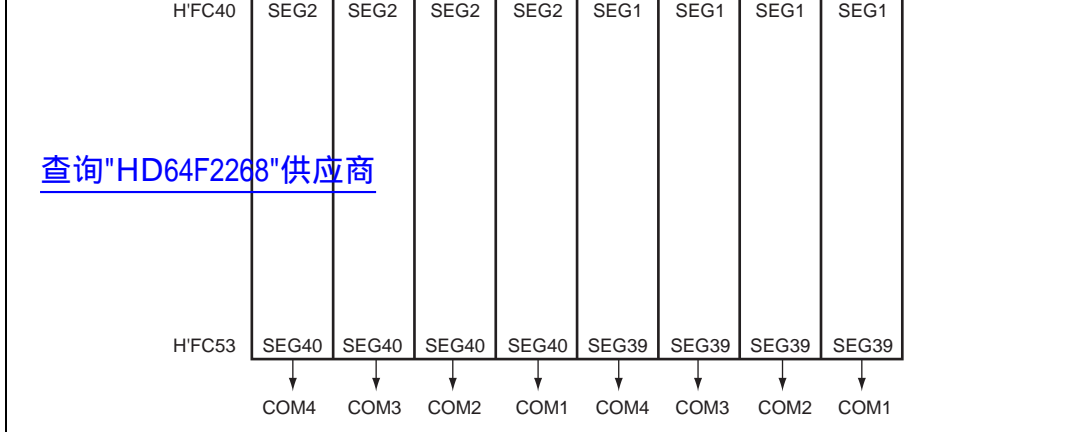 H'FC40 SEG2 SEG2 SEG2 SEG2 SEG1 SEG1 SEG1 SEG1
查询"HD64F2268"供应商
H'FC53 SEG40 SEG40 SEG40 SEG40 SEG39 SEG39 SEG39 SEG39
COM4 COM3 COM2 COM1 COM4 COM3 COM2 COM1